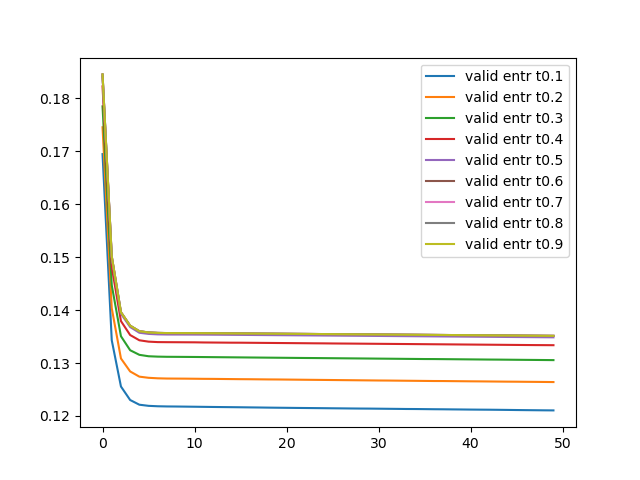 valid entr t0.1
valid entr t0.2
valid entr t0.3
valid entr t0.4
valid entr t0.5
valid entr t0.6
valid entr t0.7
valid entr t0.8
valid entr t0.9
0.18
0.17
0.16
0.15
0.14
0.13
0.12
0 10 20 30 40 50